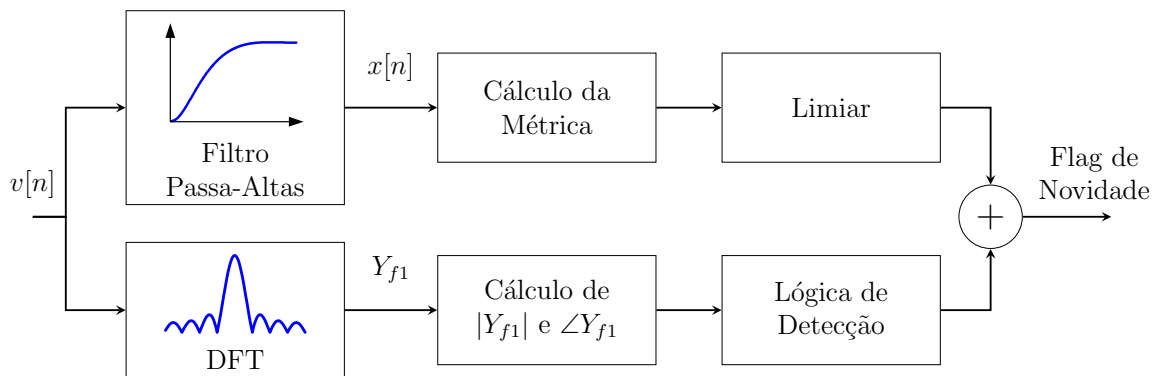 v[n]
Filtro
Passa-Altas
x[n]
Cálculo da
Métrica
Limiar
Flag de
Novidade
+
DFT
Y_{f1}
Cálculo de
|Y_{f1}| e ∠Y_{f1}
Lógica de
Detecção